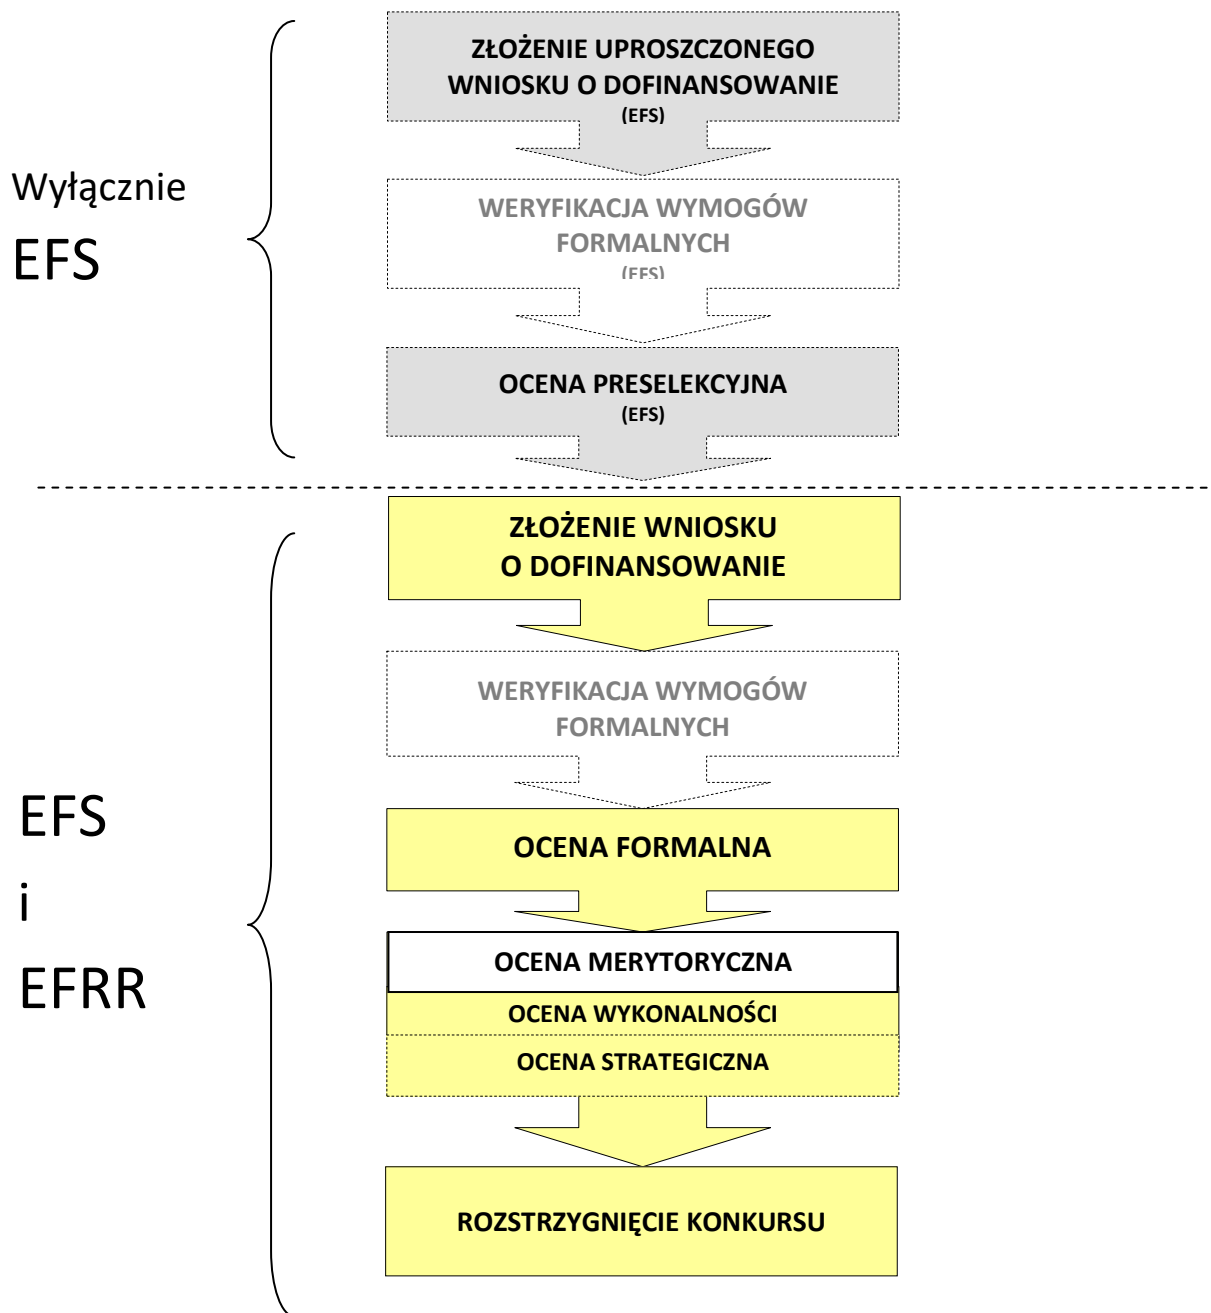 ZŁOŻENIE UPROSZCZONEGO
WNIOSKU O DOFINANSOWANIE
(EFS)
Wyłącznie
EFS
WERYFIKACJA WYMOGÓW
FORMALNYCH
(EFS)
OCENA PRESELEKCYJNA
(EFS)
ZŁOŻENIE WNIOSKU
O DOFINANSOWANIE
WERYFIKACJA WYMOGÓW
FORMALNYCH
EFS
i
EFRR
OCENA FORMALNA
OCENA MERYTORYCZNA
OCENA WYKONALNOŚCI
OCENA STRATEGICZNA
ROZSTRZYGNIĘCIE KONKURSU